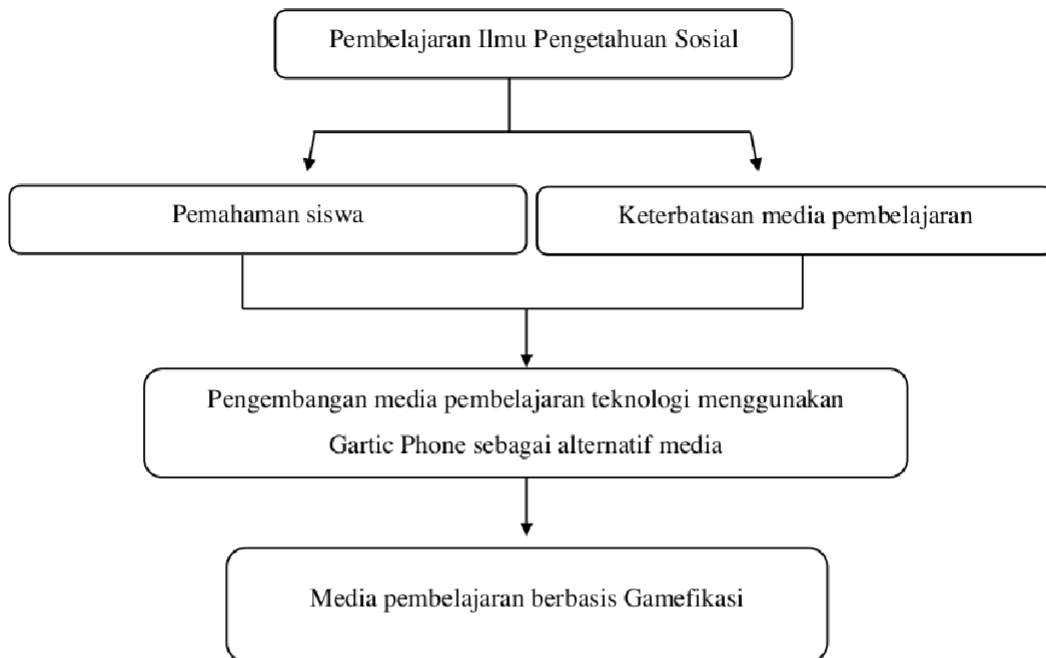 Pembelajaran Ilmu Pengetahuan Sosial
Pemahaman siswa
Keterbatasan media pembelajaran
Pengembangan media pembelajaran teknologi menggunakan
Gartic Phone sebagai alternatif media
Media pembelajaran berbasis Gamefikasi